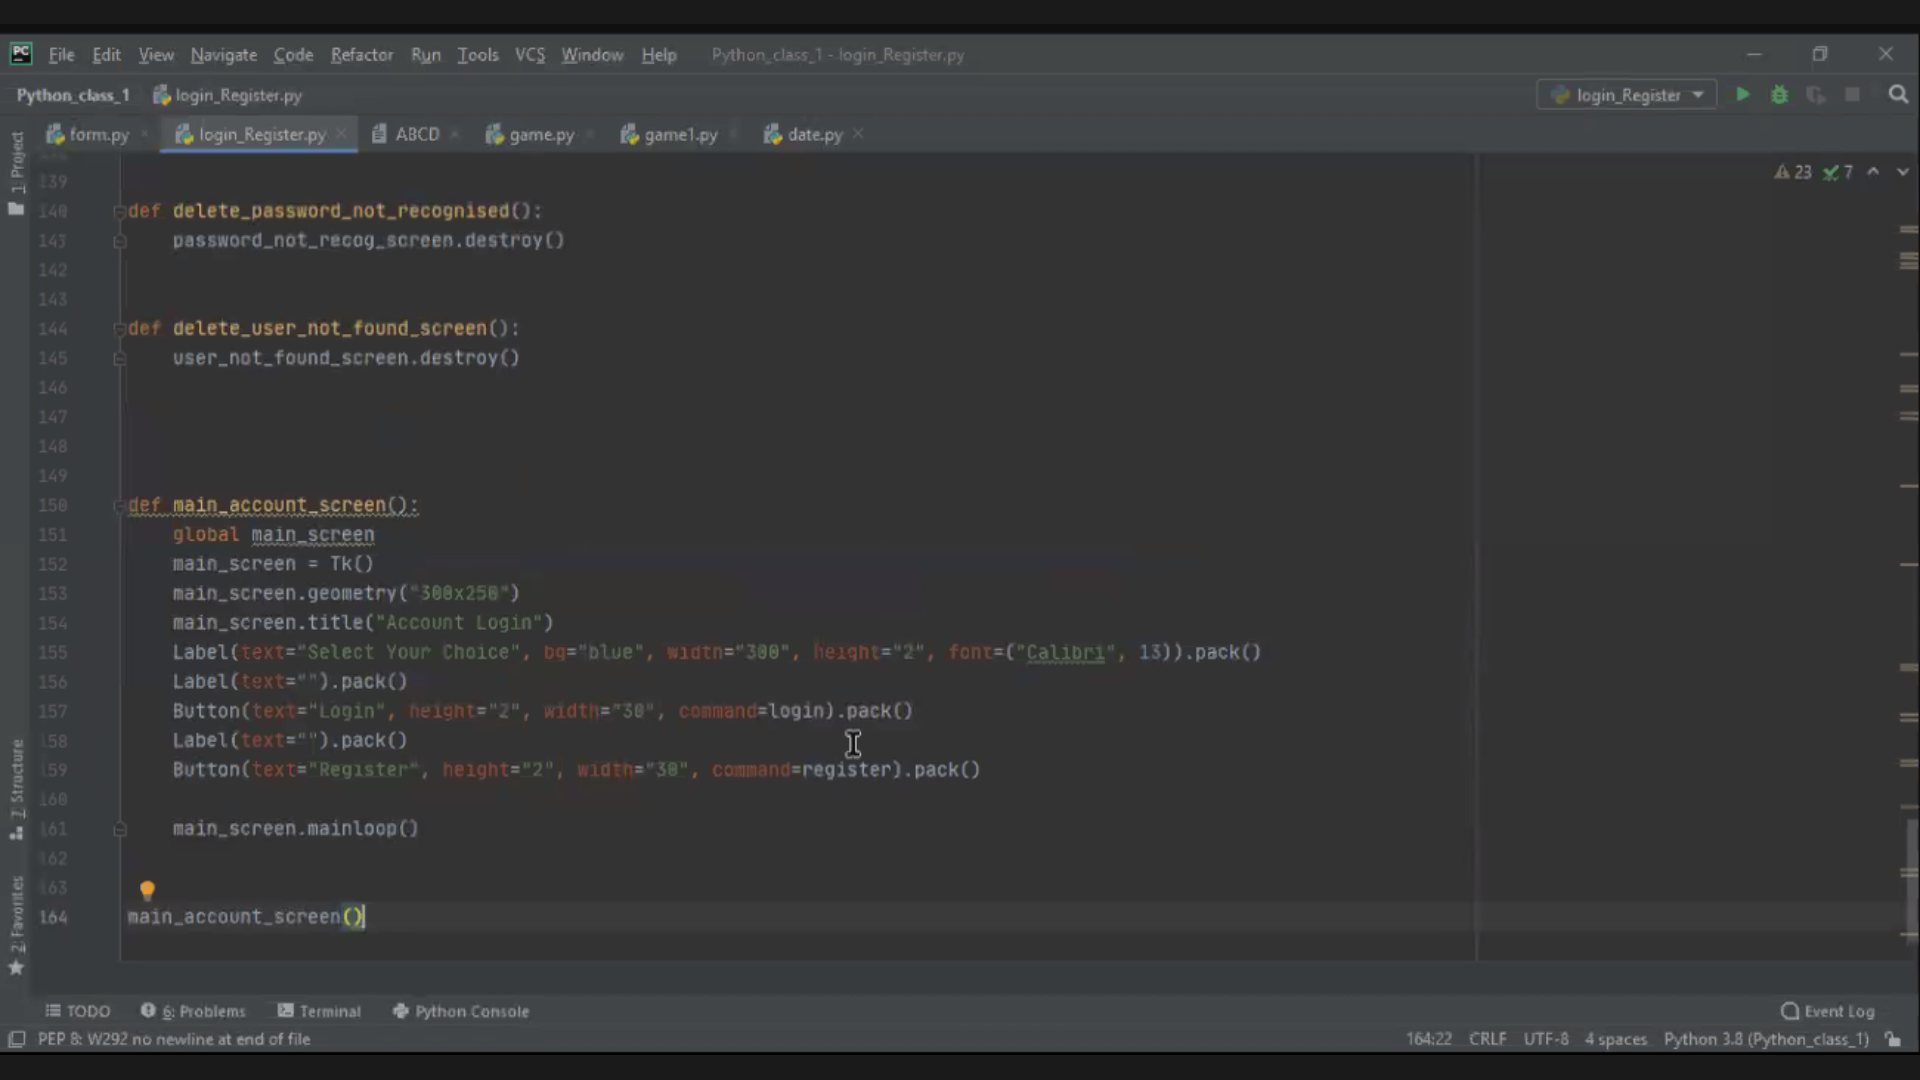 PC File Edit View Navigate Code Refactor Run Tools VCS Window Help Python_class_1 - login_Register.py
Python_class_1 login_Register.py login_Register
form.py login_Register.py ABCD game.py game1.py date.py
1: Project
23 7
139
140 def delete_password_not_recognised():
143 password_not_recog_screen.destroy()
142
143
144 def delete_user_not_found_screen():
145 user_not_found_screen.destroy()
146
147
148
149
150 def main_account_screen():
151 global main_screen
152 main_screen = Tk()
153 main_screen.geometry("300x250")
154 main_screen.title("Account Login")
155 Label(text="Select Your Choice", bg="blue", width="300", height="2", font=("Calibri", 13)).pack()
156 Label(text="").pack()
157 Button(text="Login", height="2", width="30", command=login).pack()
158 Label(text="").pack()
159 Button(text="Register", height="2", width="30", command=register).pack()
160
161 main_screen.mainloop()
162
163
164 main_account_screen()
7: Structure
2: Favorites
TODO 6: Problems Terminal Python Console Event Log
PEP 8: W292 no newline at end of file 164:22 CRLF UTF-8 4 spaces Python 3.8 (Python_class_1)